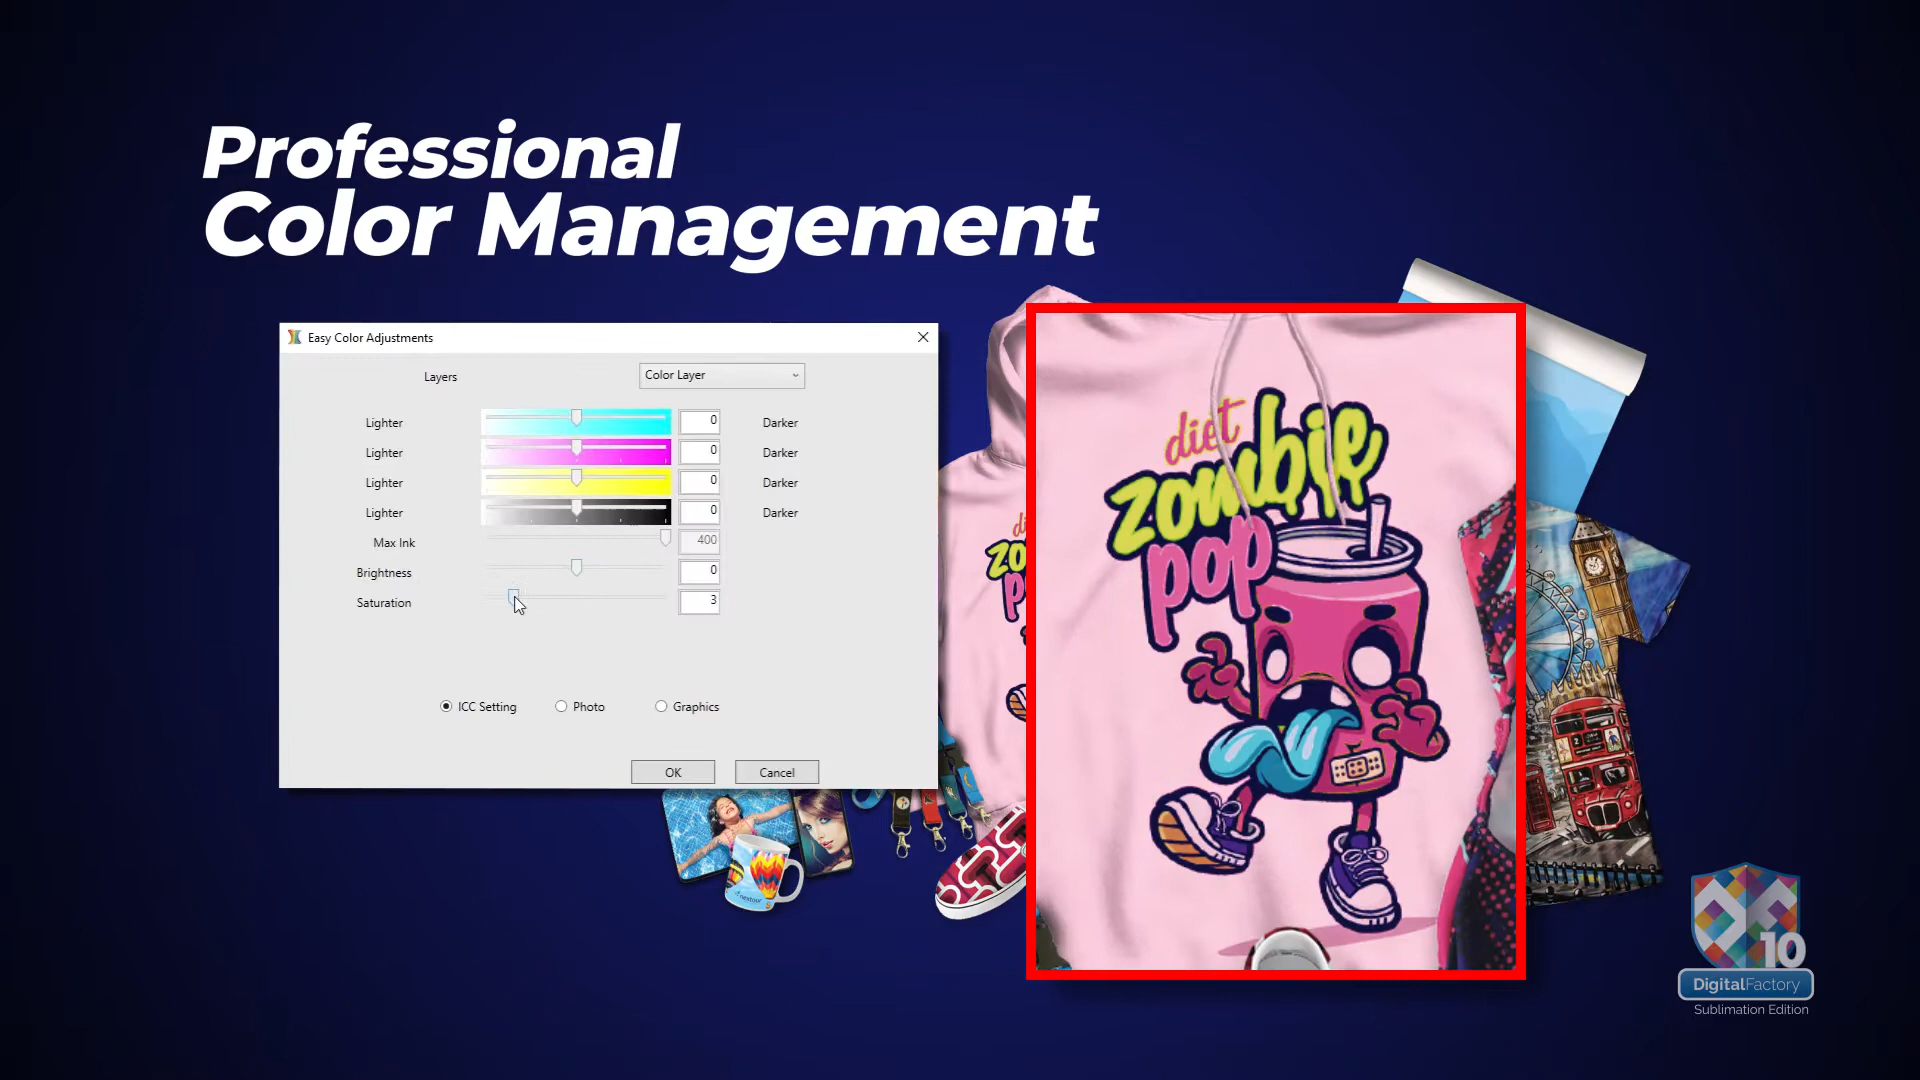 Professional
Color Management
Easy Color Adjustments
Layers
Color Layer
Lighter
0
Darker
Lighter
0
Darker
Lighter
0
Darker
Lighter
0
Darker
Max Ink
400
Brightness
0
Saturation
3
ICC Setting
Photo
Graphics
OK
Cancel
diet
zombie
pop
10
DigitalFactory
Sublimation Edition